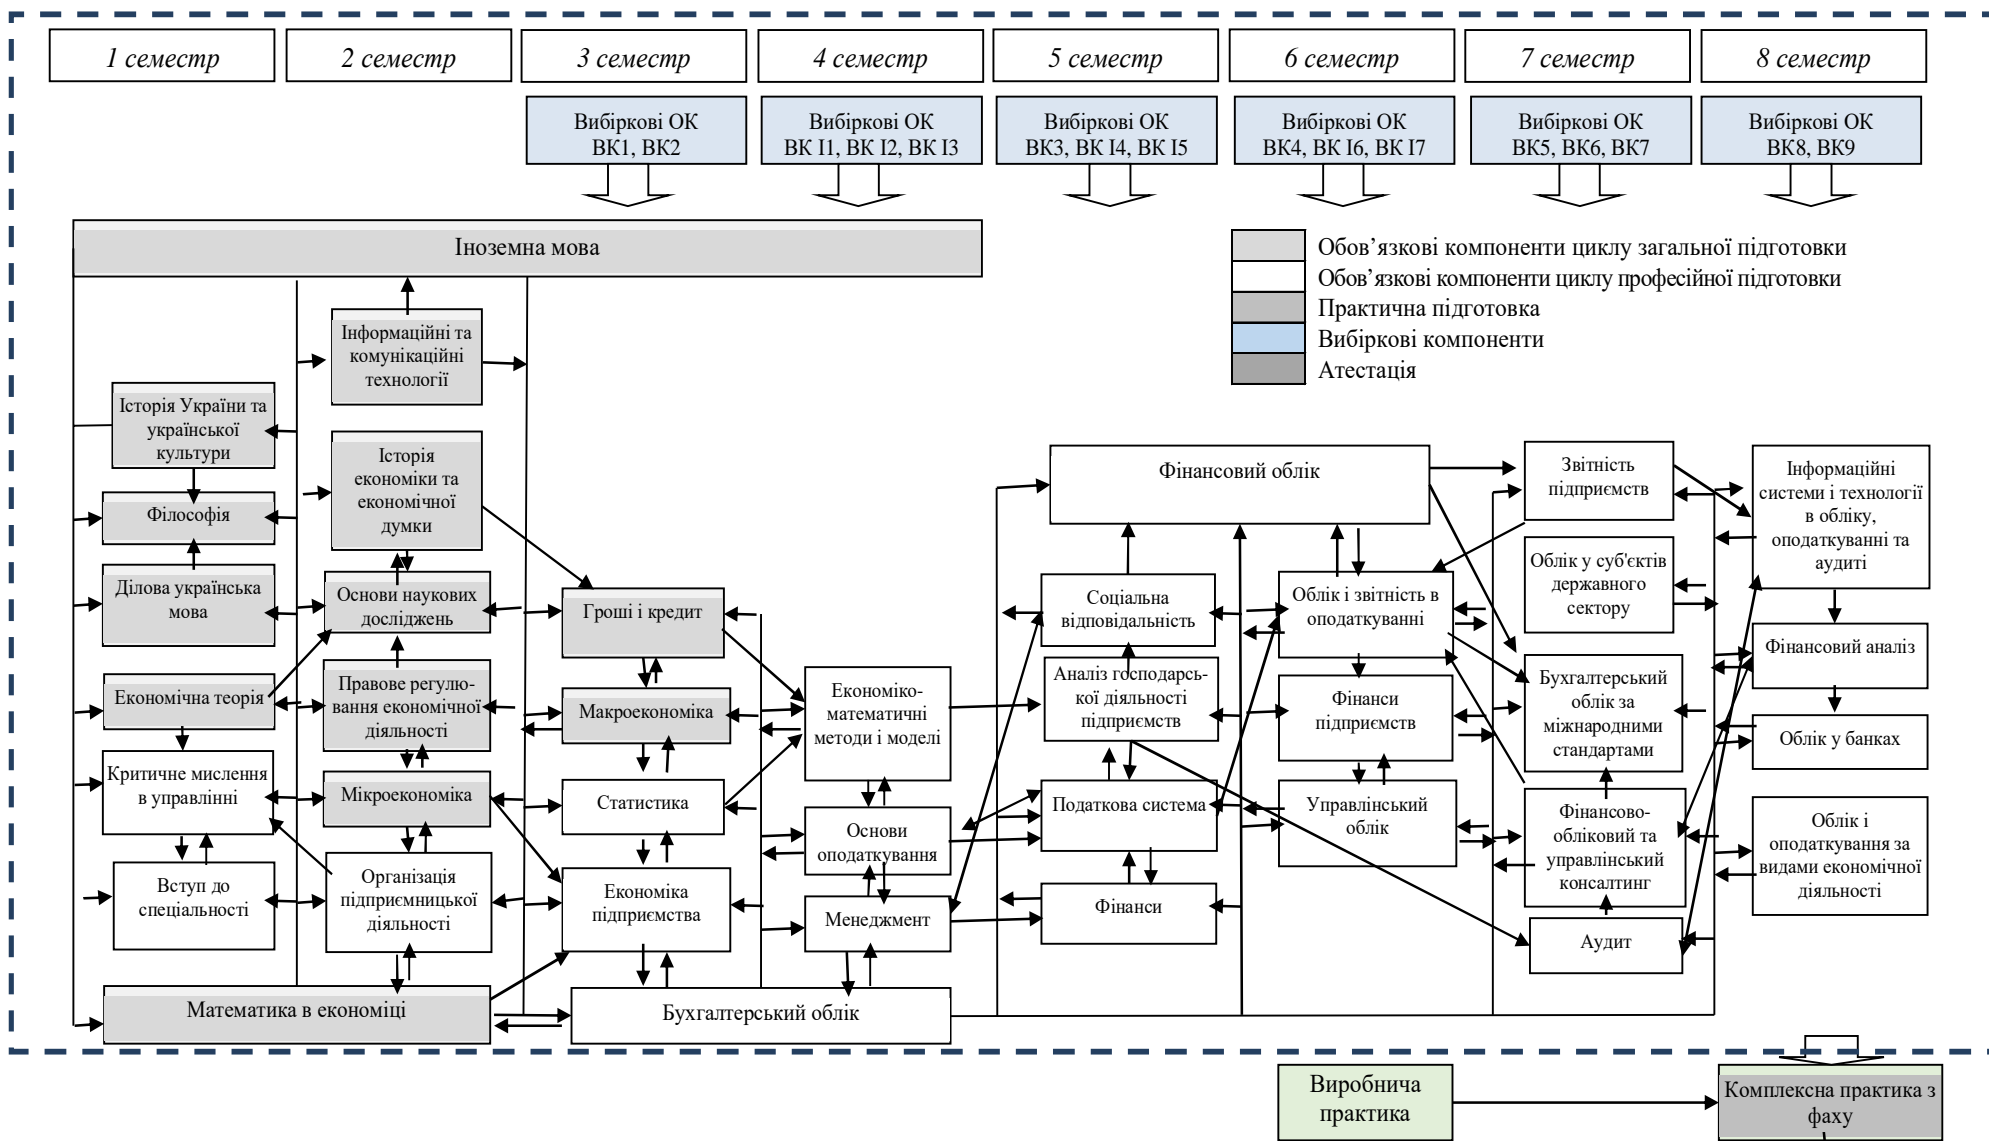 1 семестр
2 семестр
3 семестр
4 семестр
5 семестр
6 семестр
7 семестр
8 семестр
Вибіркові ОК
ВК1, ВК2
Вибіркові ОК
ВК І1, ВК І2, ВК І3
Вибіркові ОК
ВК3, ВК І4, ВК І5
Вибіркові ОК
ВК4, ВК І6, ВК І7
Вибіркові ОК
ВК5, ВК6, ВК7
Вибіркові ОК
ВК8, ВК9
Іноземна мова
Обов’язкові компоненти циклу загальної підготовки
Обов’язкові компоненти циклу професійної підготовки
Практична підготовка
Вибіркові компоненти
Атестація
Історія України та
української
культури
Філософія
Ділова українська
мова
Економічна теорія
Критичне мислення
в управлінні
Вступ до
спеціальності
Інформаційні та
комунікаційні
технології
Історія
економіки та
економічної
думки
Основи наукових
досліджень
Правове регулю-
вання економічної
діяльності
Мікроекономіка
Організація
підприємницької
діяльності
Математика в економіці
Гроші і кредит
Макроекономіка
Статистика
Економіка
підприємства
Бухгалтерський облік
Економіко-
математичні
методи і моделі
Основи
оподаткування
Менеджмент
Фінансовий облік
Соціальна
відповідальність
Аналіз господарсь-
кої діяльності
підприємств
Податкова система
Фінанси
Облік і звітність в
оподаткуванні
Фінанси
підприємств
Управлінський
облік
Звітність
підприємств
Облік у суб'єктів
державного
сектору
Бухгалтерський
облік за
міжнародними
стандартами
Фінансово-
обліковий та
управлінський
консалтинг
Аудит
Інформаційні
системи і технології
в обліку,
оподаткуванні та
аудиті
Фінансовий аналіз
Облік у банках
Облік і
оподаткування за
видами економічної
діяльності
Виробнича
практика
Комплексна практика з
фаху